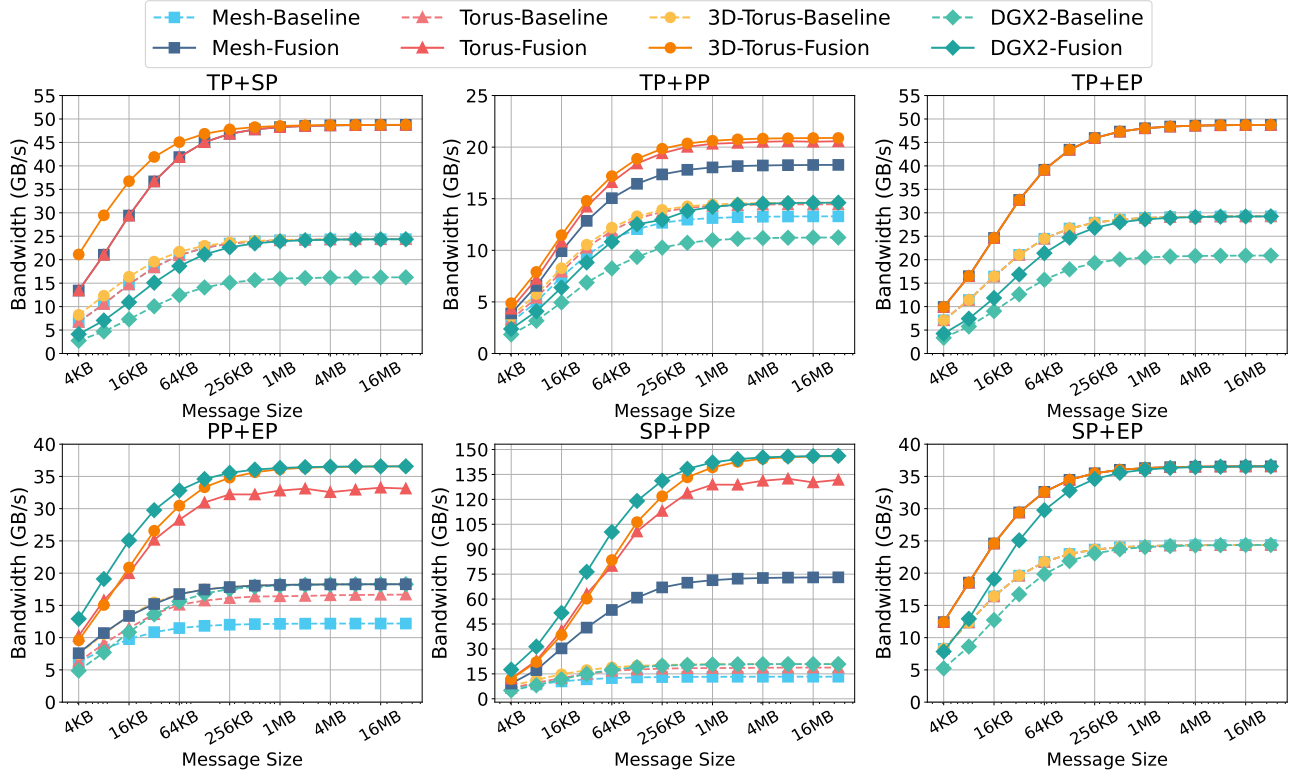 Mesh-Baseline Torus-Baseline 3D-Torus-Baseline DGX2-Baseline
Mesh-Fusion Torus-Fusion 3D-Torus-Fusion DGX2-Fusion
TP+SP
55
50
45
40
35
30
25
20
15
10
5
0
Bandwidth (GB/s)
4KB 16KB 64KB 256KB 1MB 4MB 16MB
Message Size
TP+PP
25
20
15
10
5
0
Bandwidth (GB/s)
4KB 16KB 64KB 256KB 1MB 4MB 16MB
Message Size
TP+EP
55
50
45
40
35
30
25
20
15
10
5
0
Bandwidth (GB/s)
4KB 16KB 64KB 256KB 1MB 4MB 16MB
Message Size
PP+EP
40
35
30
25
20
15
10
5
0
Bandwidth (GB/s)
4KB 16KB 64KB 256KB 1MB 4MB 16MB
Message Size
SP+PP
150
135
120
105
90
75
60
45
30
15
0
Bandwidth (GB/s)
4KB 16KB 64KB 256KB 1MB 4MB 16MB
Message Size
SP+EP
40
35
30
25
20
15
10
5
0
Bandwidth (GB/s)
4KB 16KB 64KB 256KB 1MB 4MB 16MB
Message Size